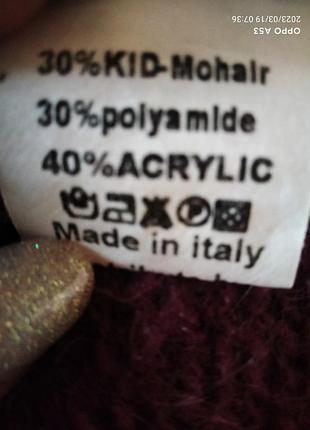 2023/03/19 07:36
OPPO A53
30%KID-Mohair
30%polyamide
40%ACRYLIC
P
Made in italy